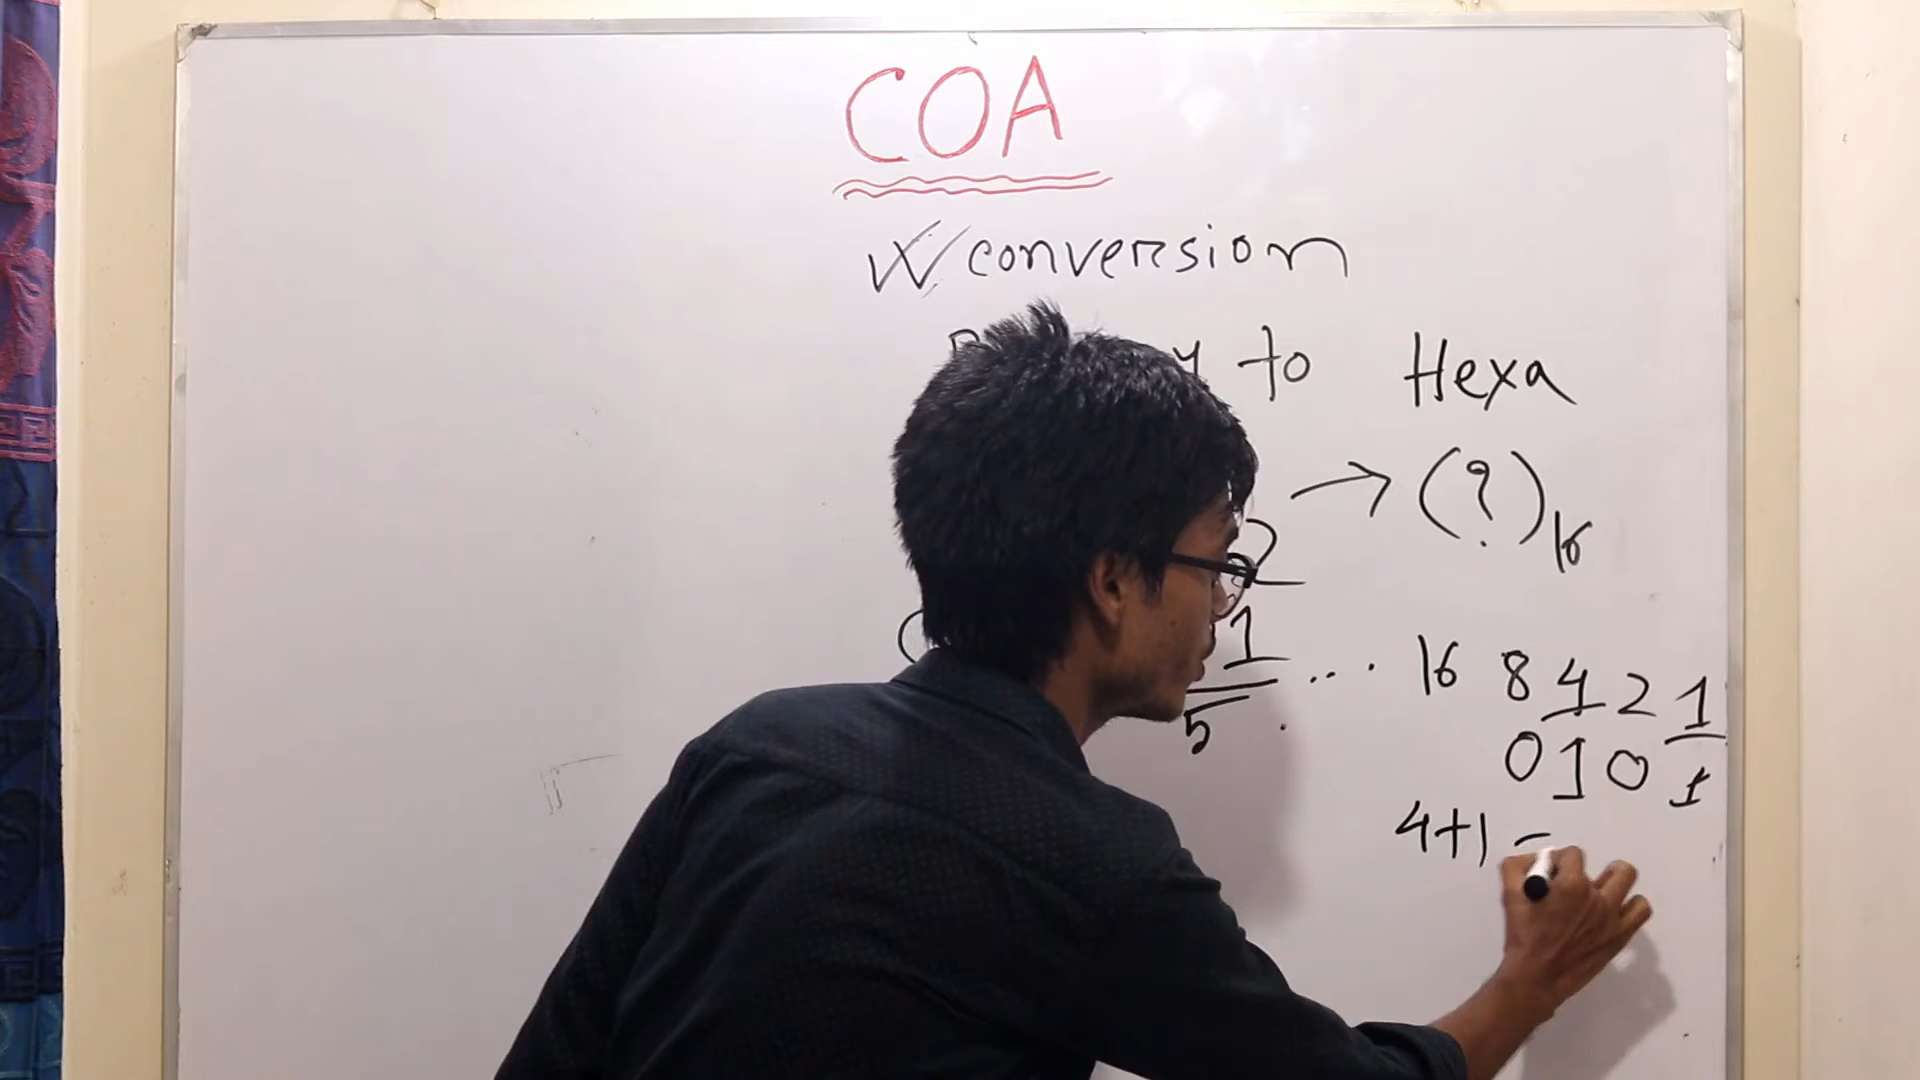 COA
conversion
to Hexa
→ (?)16
2
1 ... . 16 8 4 2 1
5
0 1 0 1
4+1 =